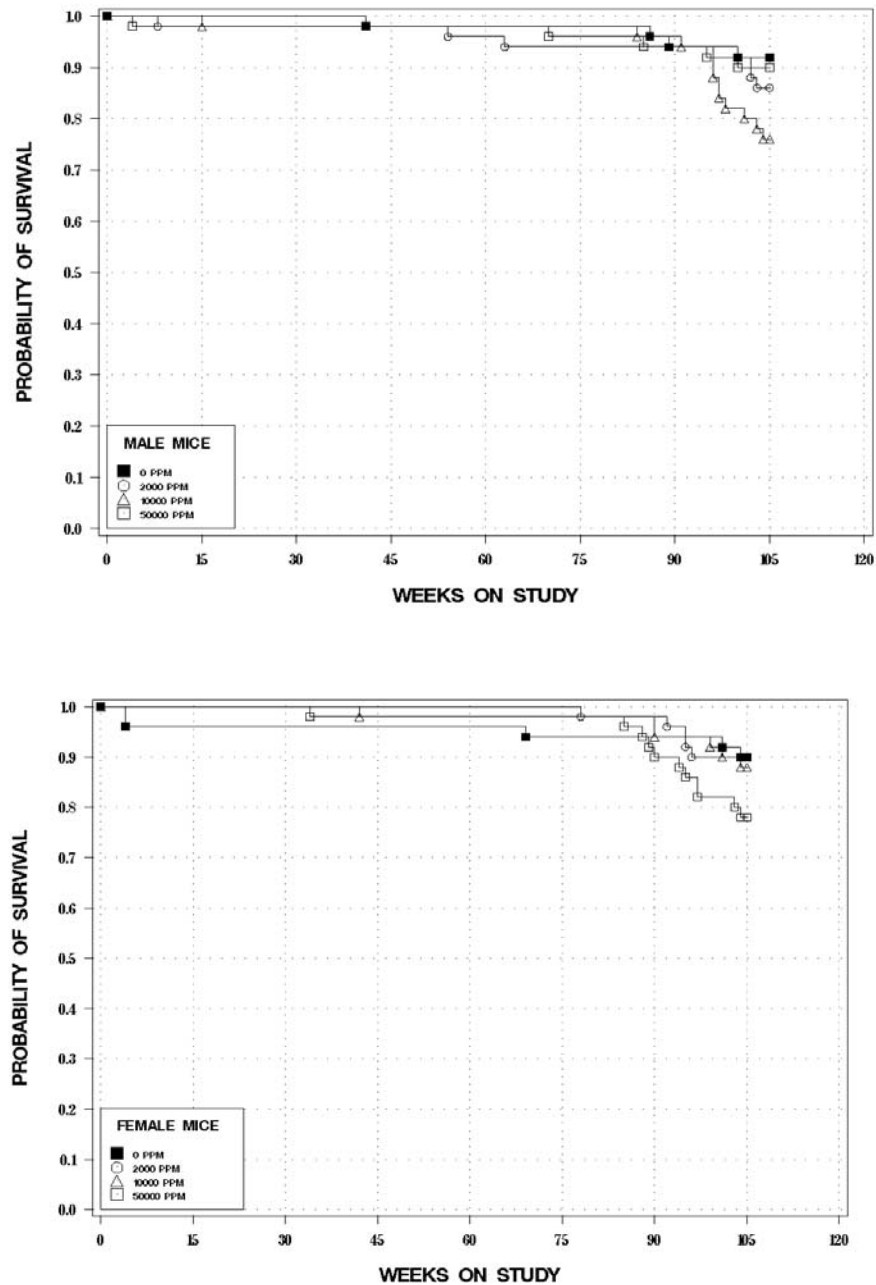 1.0
0.9
0.8
0.7
0.6
0.5
0.4
0.3
0.2
0.1
0.0
PROBABILITY OF SURVIVAL
MALE MICE
0 PPM
2000 PPM
10000 PPM
50000 PPM
0 15 30 45 60 75 90 105 120
WEEKS ON STUDY
1.0
0.9
0.8
0.7
0.6
0.5
0.4
0.3
0.2
0.1
0.0
PROBABILITY OF SURVIVAL
FEMALE MICE
0 PPM
2000 PPM
10000 PPM
50000 PPM
0 15 30 45 60 75 90 105 120
WEEKS ON STUDY